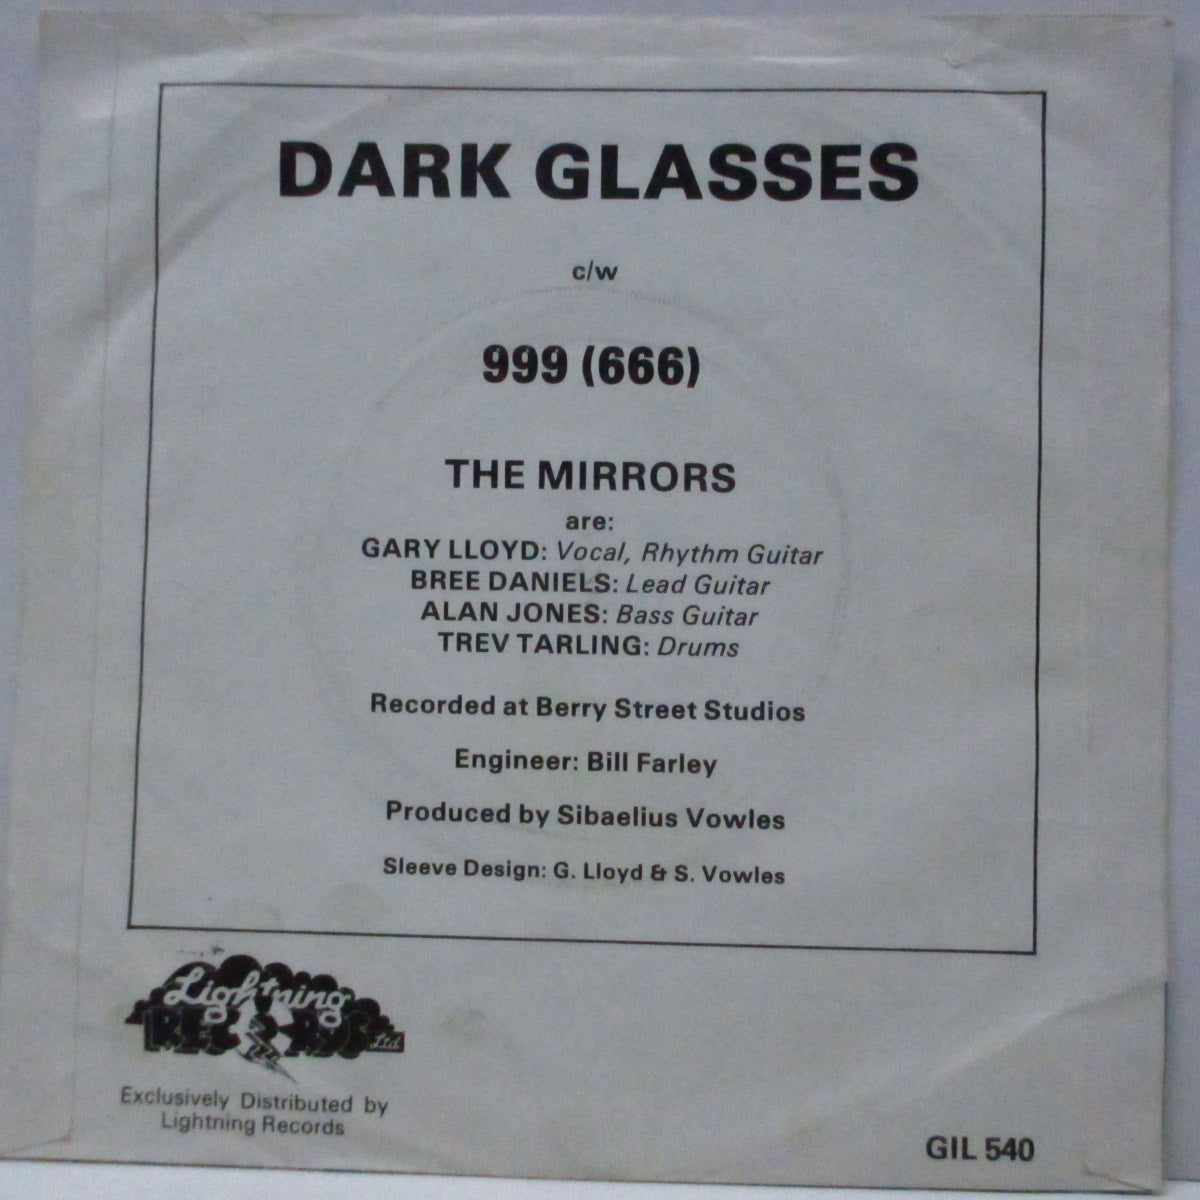 DARK GLASSES
c/w
999 (666)
THE MIRRORS
are:
GARY LLOYD: Vocal, Rhythm Guitar
BREE DANIELS: Lead Guitar
ALAN JONES: Bass Guitar
TREV TARLING: Drums
Recorded at Berry Street Studios
Engineer: Bill Farley
Produced by Sibaelius Vowles
Sleeve Design: G. Lloyd & S. Vowles
Lightning
RECORDS Ltd
Exclusively Distributed by
Lightning Records
GIL 540